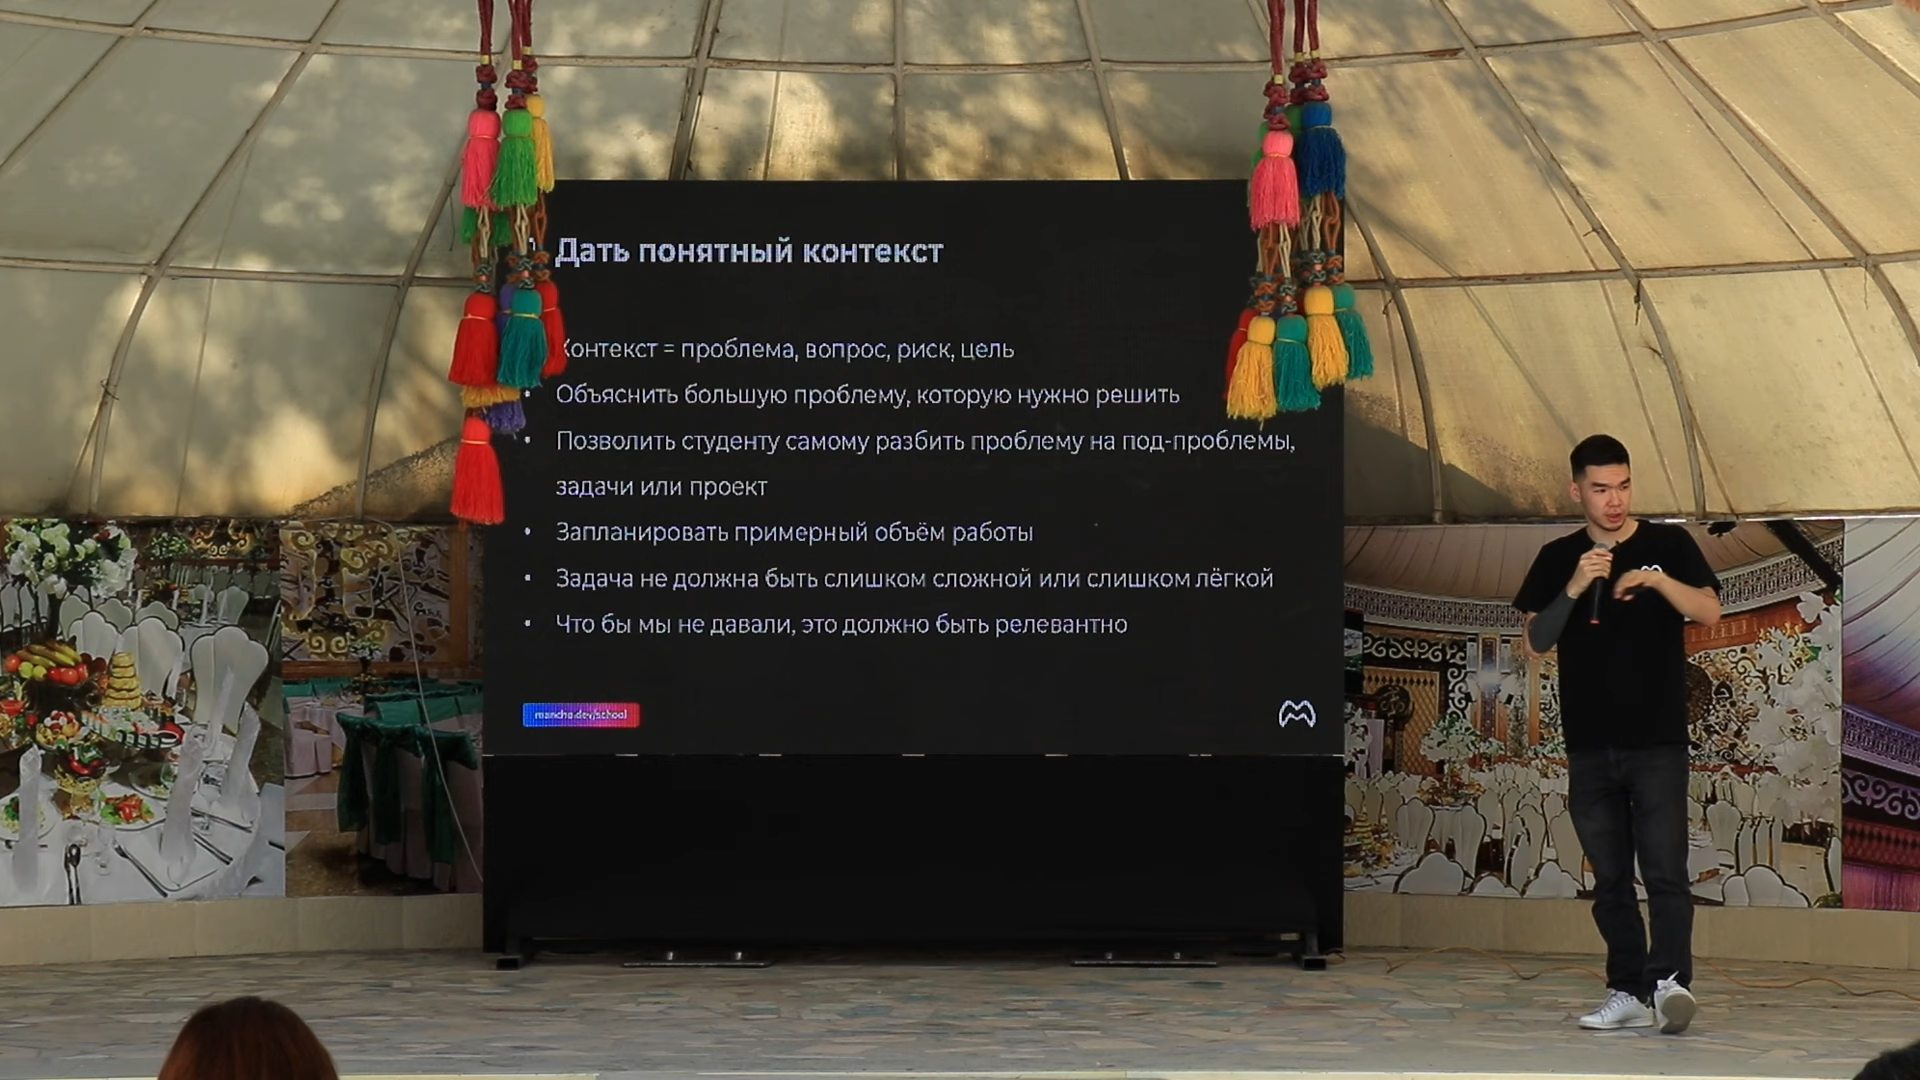 Дать понятный контекст
Контекст = проблема, вопрос, риск, цель
• Объяснить большую проблему, которую нужно решить
• Позволить студенту самому разбить проблему на под-проблемы,
задачи или проект
• Запланировать примерный объём работы
• Задача не должна быть слишком сложной или слишком лёгкой
• Что бы мы не давали, это должно быть релевантно
mancho.dev/school